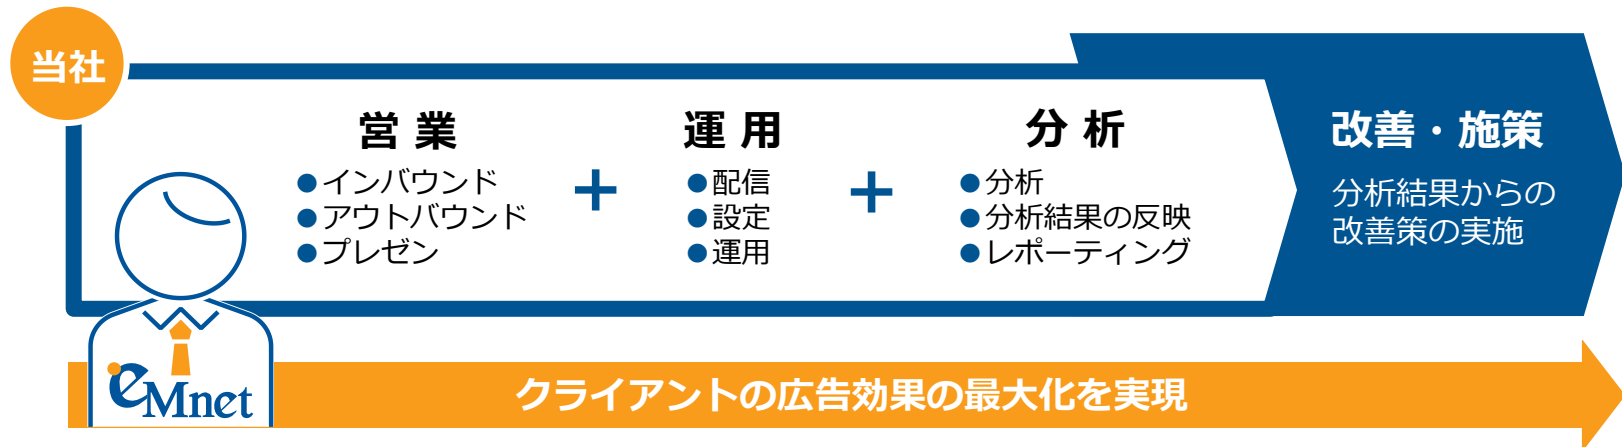 当社
営業
●インバウンド
●アウトバウンド
●プレゼン
+
運用
●配信
●設定
●運用
+
分析
●分析
●分析結果の反映
●レポーティング
改善・施策
分析結果からの
改善策の実施
eMnet
クライアントの広告効果の最大化を実現